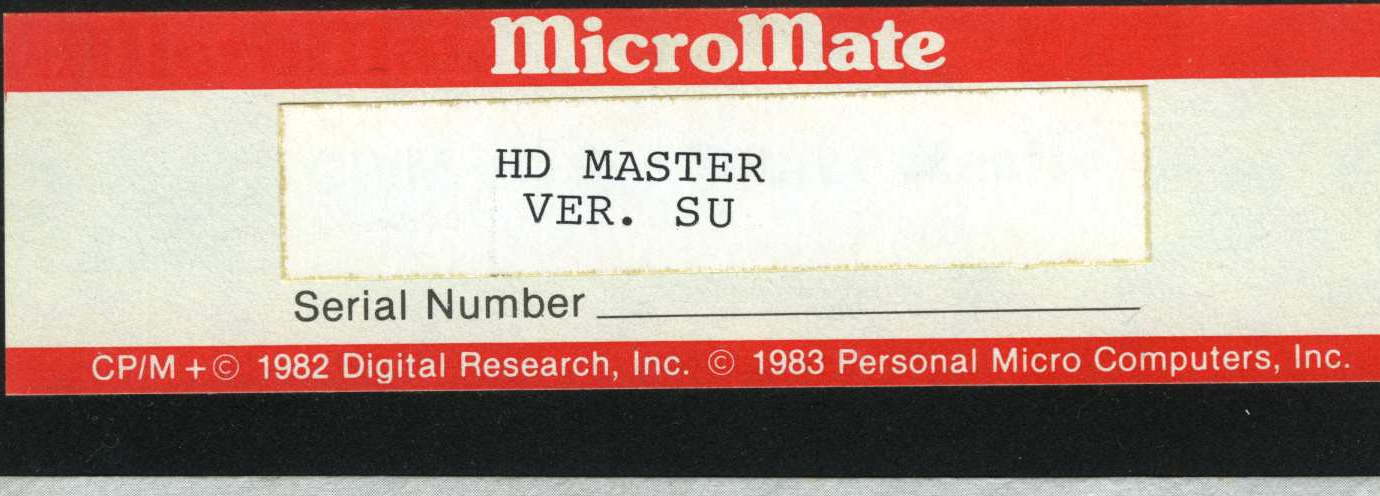 MicroMate
HD MASTER
VER. SU
Serial Number
CP/M +© 1982 Digital Research, Inc. © 1983 Personal Micro Computers, Inc.